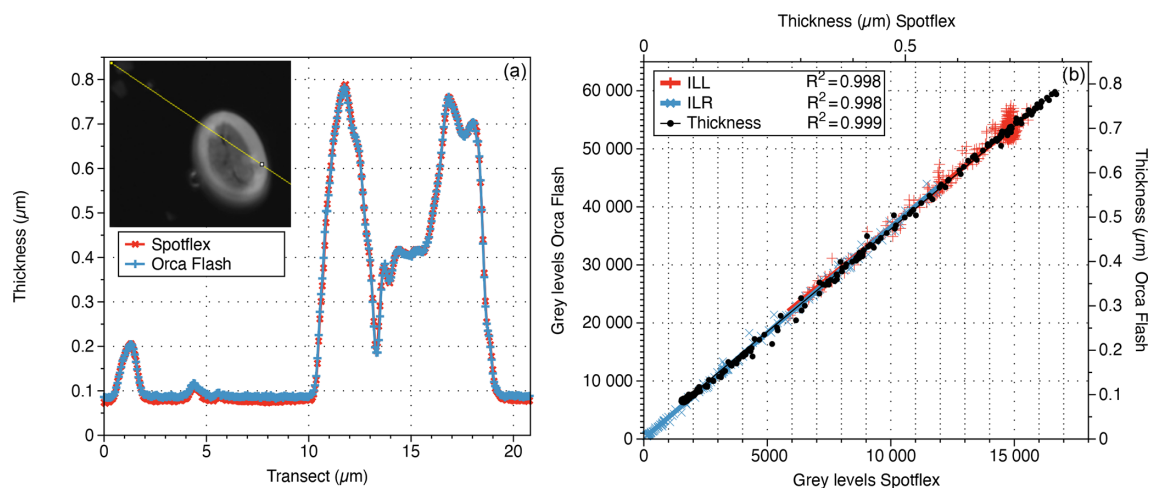 (a)
0.8
0.7
0.6
0.5
0.4
0.3
0.2
0.1
0
Thickness (µm)
Spotflex
Orca Flash
0 5 10 15 20
Transect (µm)
Thickness (µm) Spotflex
0 0.5
(b)
ILL R² = 0.998
ILR R² = 0.998
Thickness R² = 0.999
60 000
50 000
40 000
30 000
20 000
10 000
0
Grey levels Orca Flash
0.8
0.7
0.6
0.5
0.4
0.3
0.2
0.1
0
Thickness (µm) Orca Flash
0 5000 10 000 15 000
Grey levels Spotflex